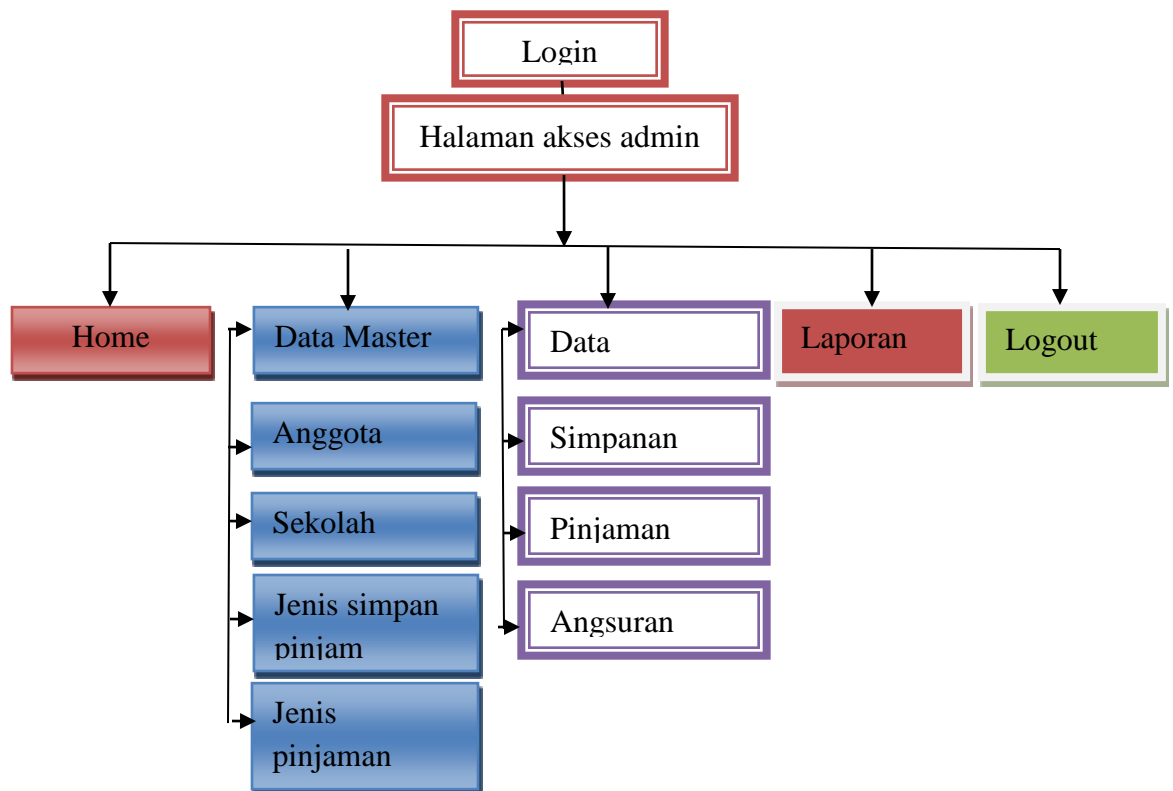 Login
Halaman akses admin
Home
Data Master
Data
Laporan
Logout
Anggota
Simpanan
Sekolah
Pinjaman
Jenis simpan
pinjam
Angsuran
Jenis
pinjaman